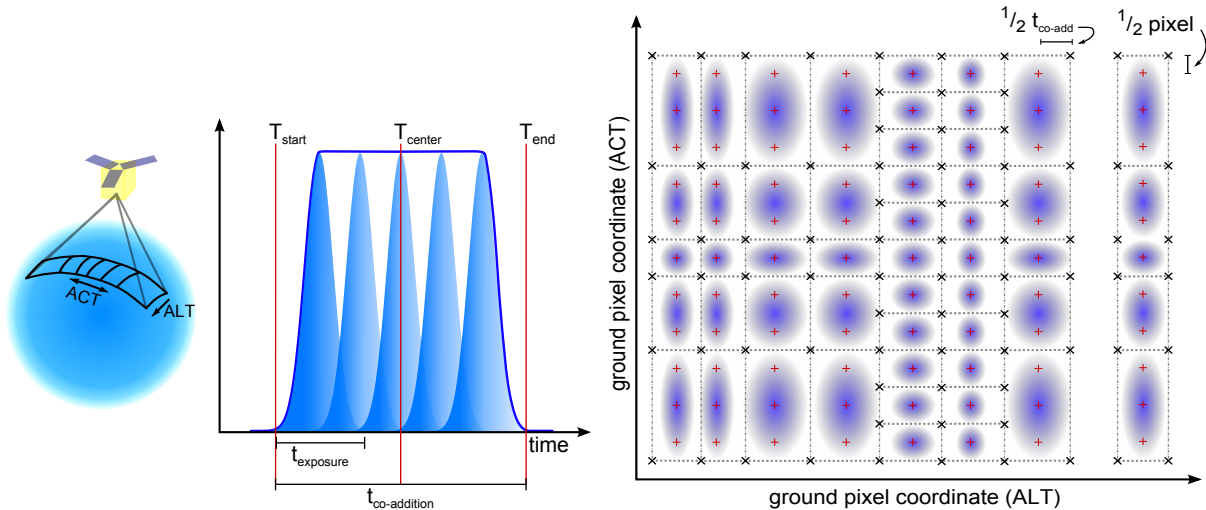 ACT
ALT
T start
T center
T end
time
t exposure
t co-addition
1/2 t co-add
1/2 pixel
ground pixel coordinate (ACT)
ground pixel coordinate (ALT)